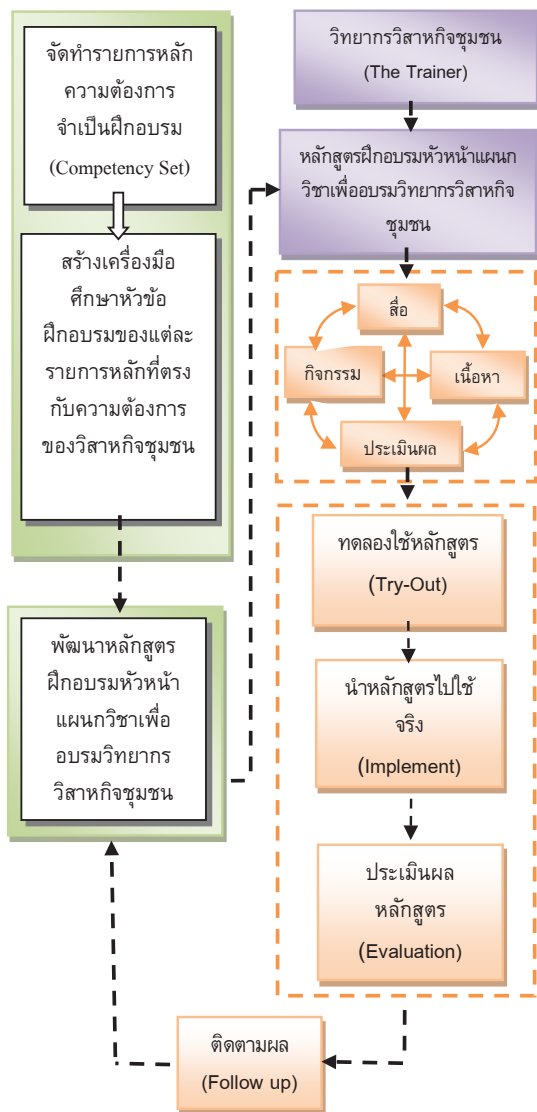 จัดทำรายการหลัก
ความต้องการ
จำเป็นฝึกอบรม
(Competency Set)
สร้างเครื่องมือ
ศึกษาหัวข้อ
ฝึกอบรมของแต่ละ
รายการหลักที่ตรง
กับความต้องการ
ของวิสาหกิจชุมชน
พัฒนาหลักสูตร
ฝึกอบรมหัวหน้า
แผนกวิชาเพื่อ
อบรมวิทยากร
วิสาหกิจชุมชน
วิทยากรวิสาหกิจชุมชน
(The Trainer)
หลักสูตรฝึกอบรมหัวหน้าแผนก
วิชาเพื่ออบรมวิทยากรวิสาหกิจ
ชุมชน
สื่อ
กิจกรรม
เนื้อหา
ประเมินผล
ทดลองใช้หลักสูตร
(Try-Out)
นำหลักสูตรไปใช้
จริง
(Implement)
ประเมินผล
หลักสูตร
(Evaluation)
ติดตามผล
(Follow up)